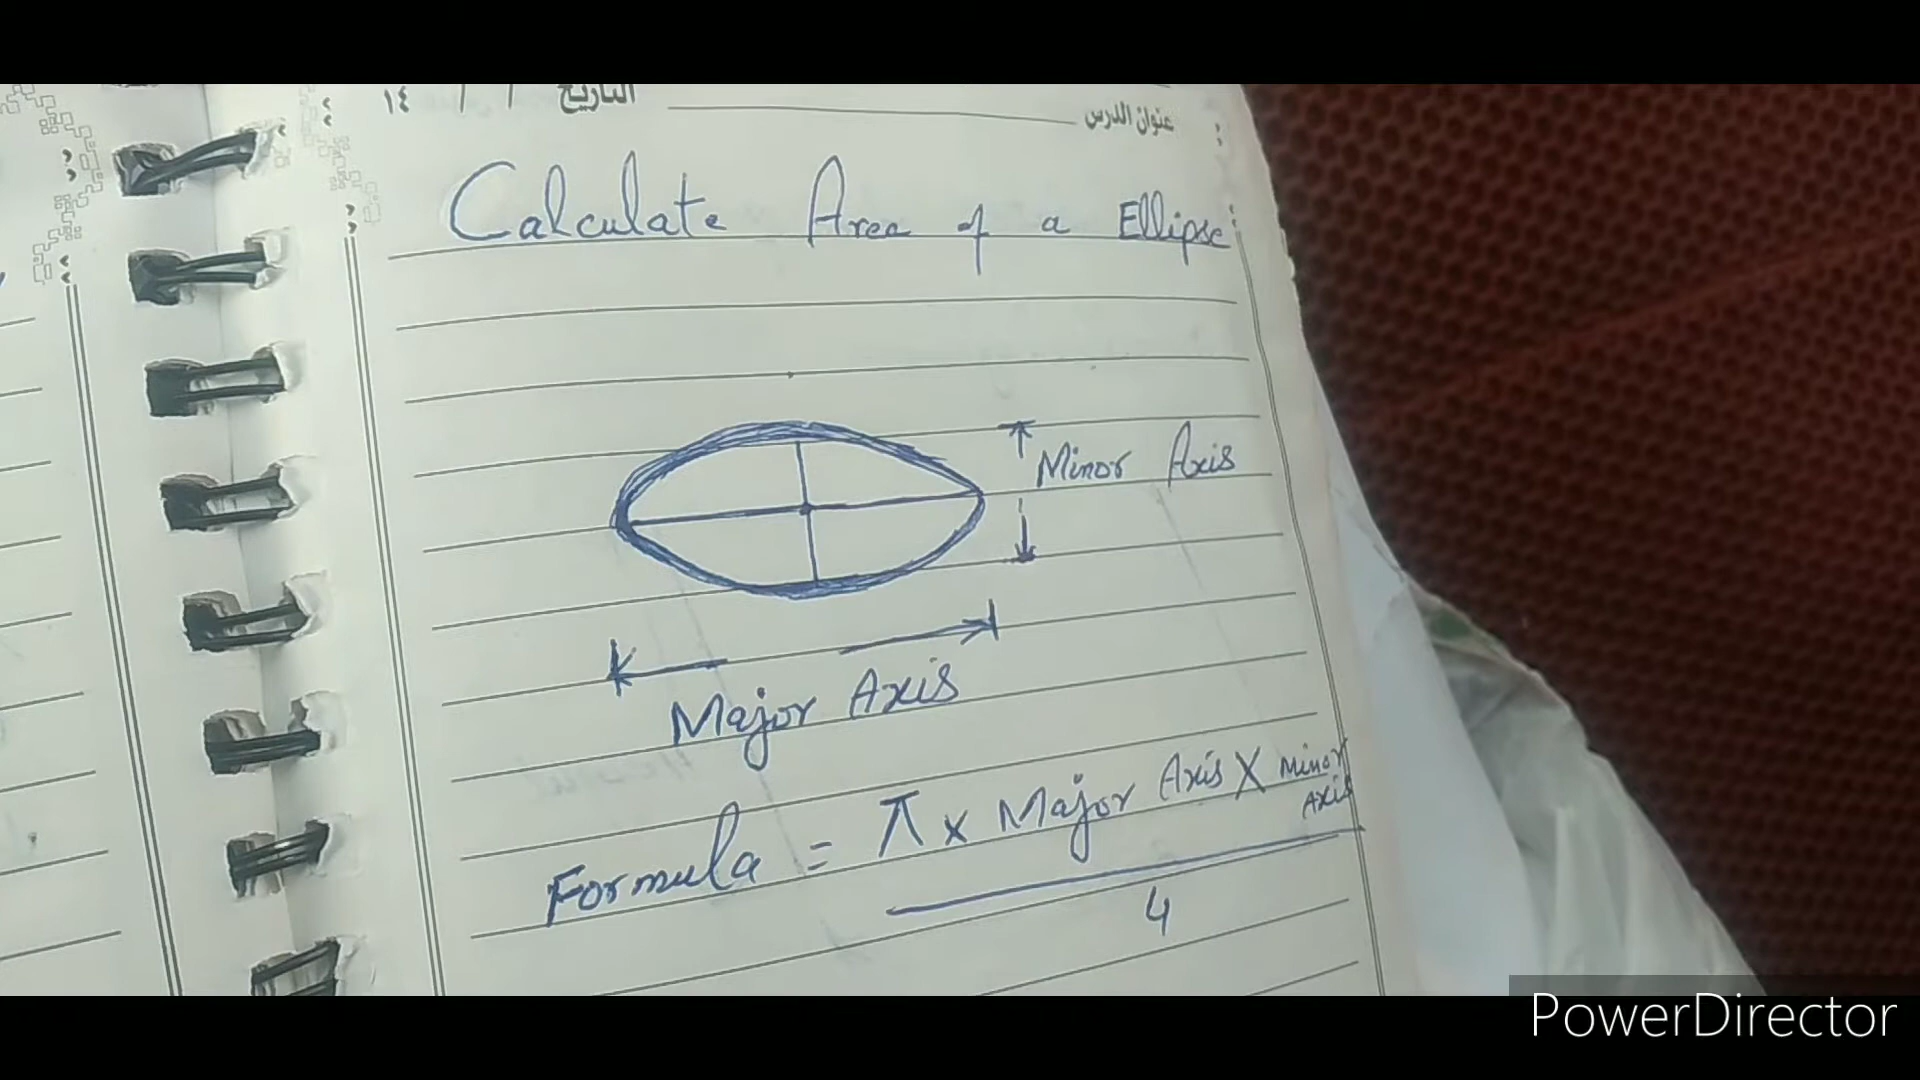 عنوان الدرس
التاريخ / / ١٤
Calculate Area of a Ellipse
Minor Axis
Major Axis
Formula = π x Major Axis X Minor Axis
4
PowerDirector